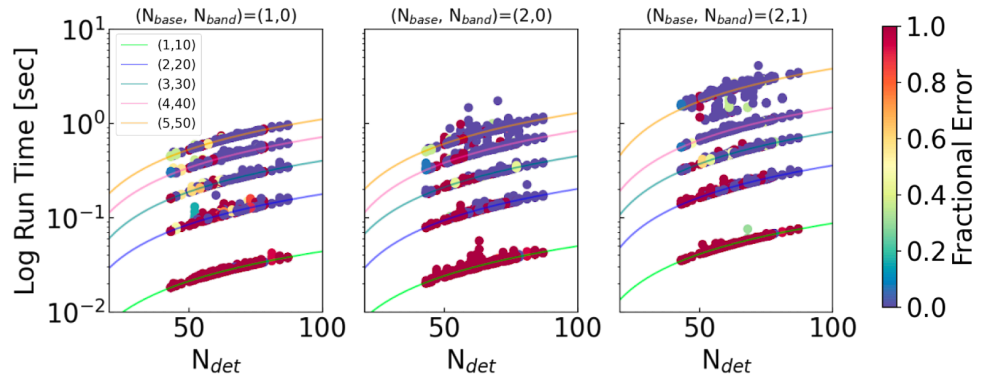 (N_base, N_band)=(1,0)
(N_base, N_band)=(2,0)
(N_base, N_band)=(2,1)
Log Run Time [sec]
10^1
10^0
10^-1
10^-2
(1,10)
(2,20)
(3,30)
(4,40)
(5,50)
50
100
50
100
50
100
N_det
N_det
N_det
1.0
0.8
0.6
0.4
0.2
0.0
Fractional Error